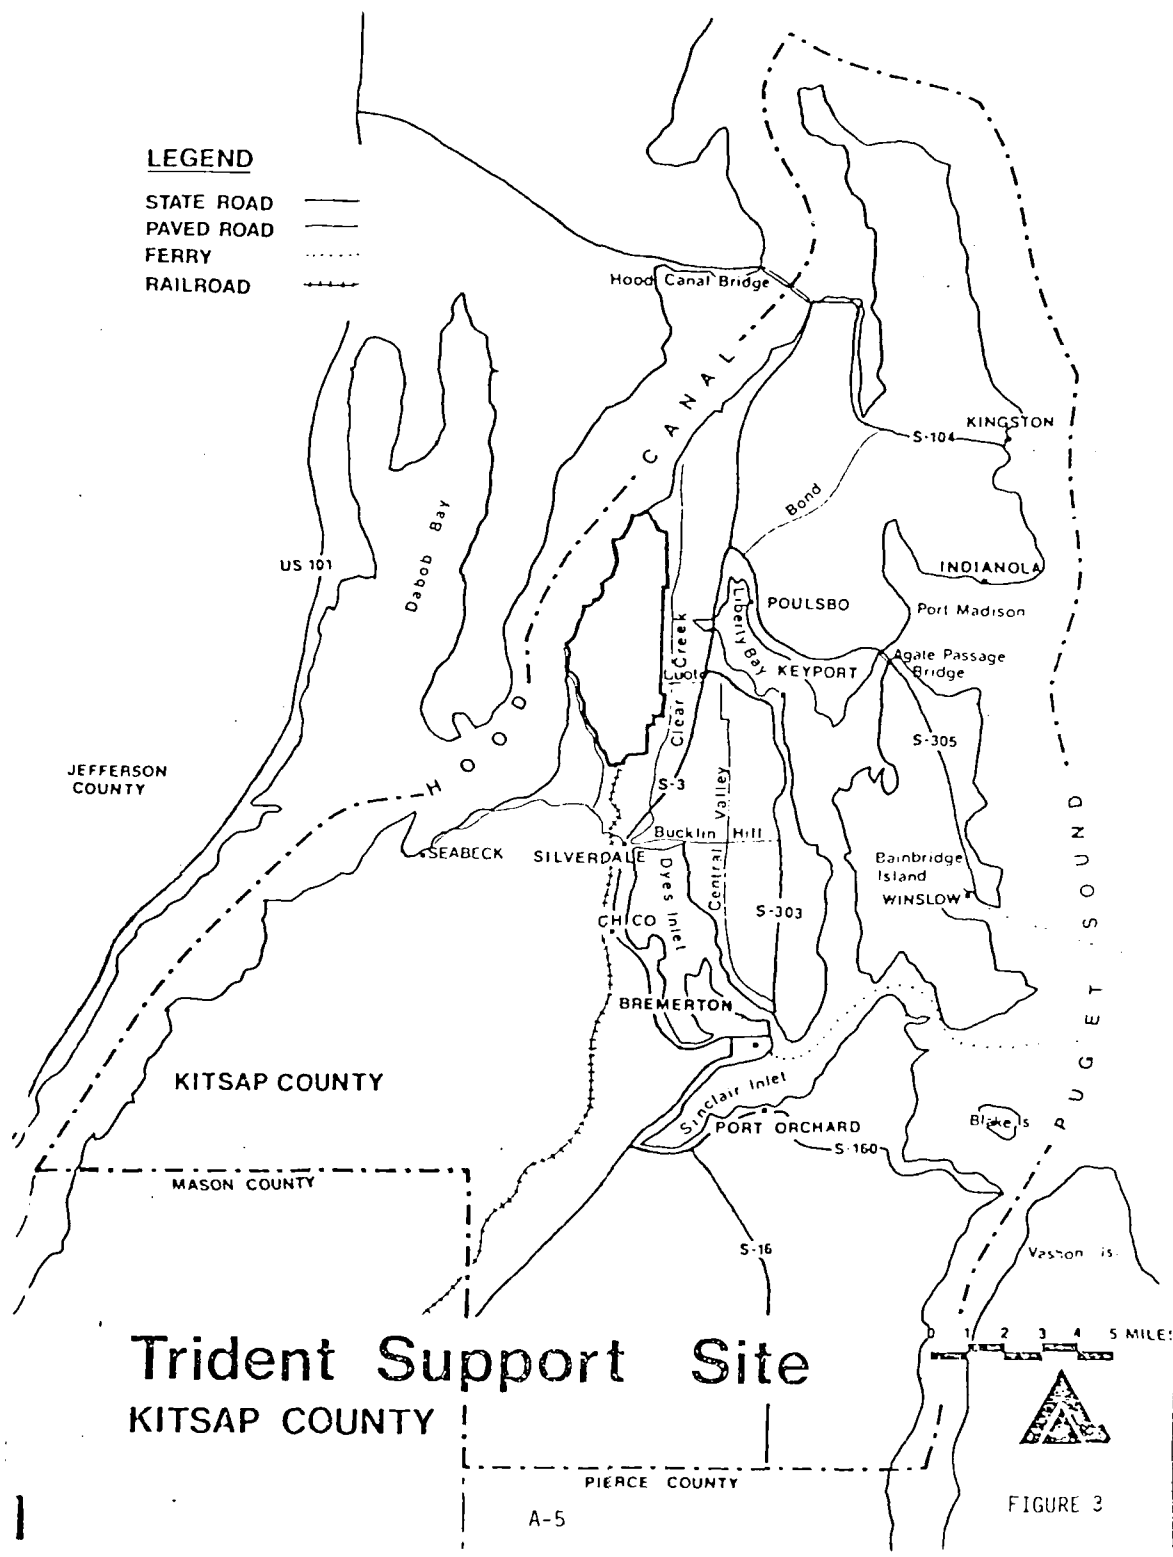 LEGEND
STATE ROAD
PAVED ROAD
FERRY
RAILROAD
Hood Canal Bridge
HOOD CANAL
KINGSTON
S-104
Bond
US 101
Dabob Bay
INDIANOLA
POULSBO
Port Madison
Liberty Bay
Agate Passage
Bridge
KEYPORT
Clear Creek
S-305
JEFFERSON
COUNTY
S-3
Central Valley
Bucklin Hill
SEABECK
SILVERDALE
Dyes Inlet
Bainbridge
Island
WINSLOW
S-303
CHICO
PUGET SOUND
BREMERTON
KITSAP COUNTY
Sinclair Inlet
PORT ORCHARD
Blake Is
S-160
MASON COUNTY
S-16
Vashon Is.
0 1 2 3 4 5 MILES
Trident Support Site
KITSAP COUNTY
PIERCE COUNTY
A-5
FIGURE 3